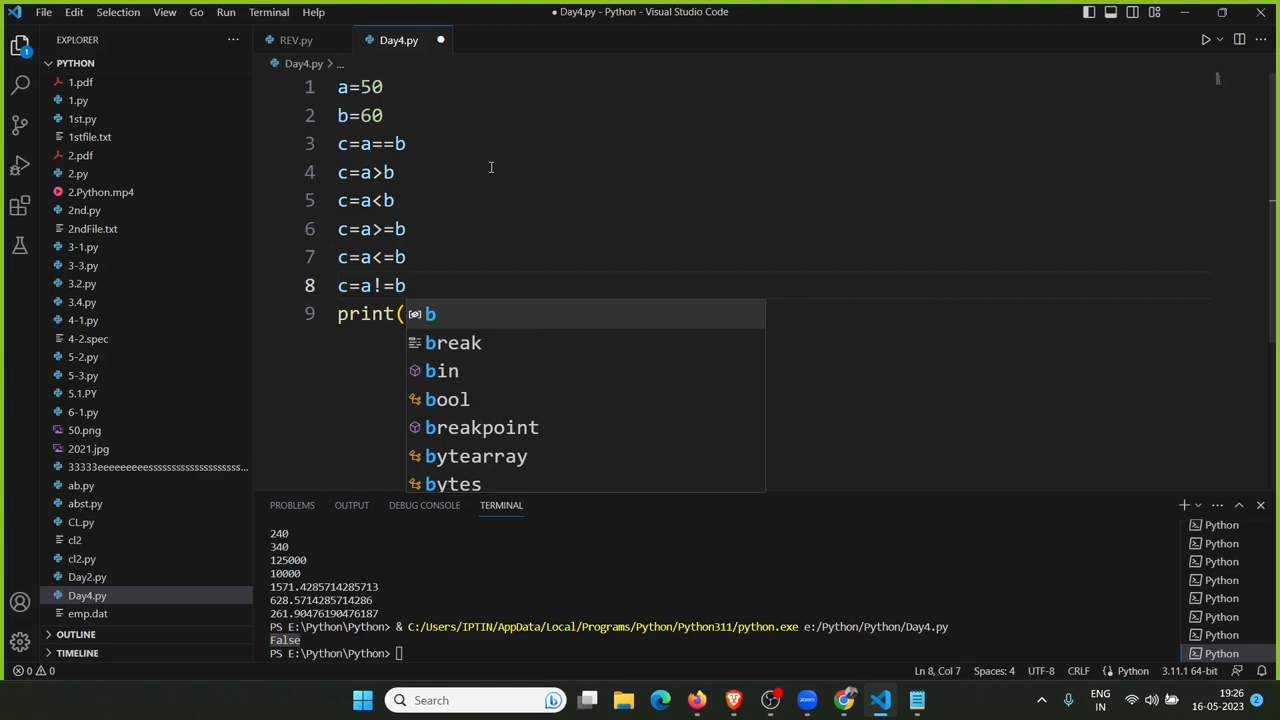 File Edit Selection View Go Run Terminal Help
● Day4.py - Python - Visual Studio Code
EXPLORER
REV.py
Day4.py
PYTHON
Day4.py > ...
1.pdf
1.py
1st.py
1stfile.txt
2.pdf
2.py
2.Python.mp4
2nd.py
2ndFile.txt
3-1.py
3-3.py
3.2.py
3.4.py
4-1.py
4-2.spec
5-2.py
5-3.py
5.1.PY
6-1.py
50.png
2021.jpg
ab.py
abst.py
CL.py
cl2
cl2.py
Day2.py
Day4.py
emp.dat
OUTLINE
TIMELINE
1 a=50
2 b=60
3 c=a==b
4 c=a>b
5 c=a<b
6 c=a>=b
7 c=a<=b
8 c=a!=b
9 print(
b
break
bin
bool
breakpoint
bytearray
bytes
PROBLEMS OUTPUT DEBUG CONSOLE TERMINAL
240
340
125000
10000
1571.4285714285713
628.5714285714286
261.90476190476187
PS E:\Python\Python> & C:/Users/IPTIN/AppData/Local/Programs/Python/Python311/python.exe e:/Python/Python/Day4.py
False
PS E:\Python\Python>
Python
Python
Python
Python
Python
Python
Python
Python
0 0
Ln 8, Col 7 Spaces: 4 UTF-8 CRLF Python 3.11.1 64-bit
Search
ENG
IN
19:26
16-05-2023
2
1